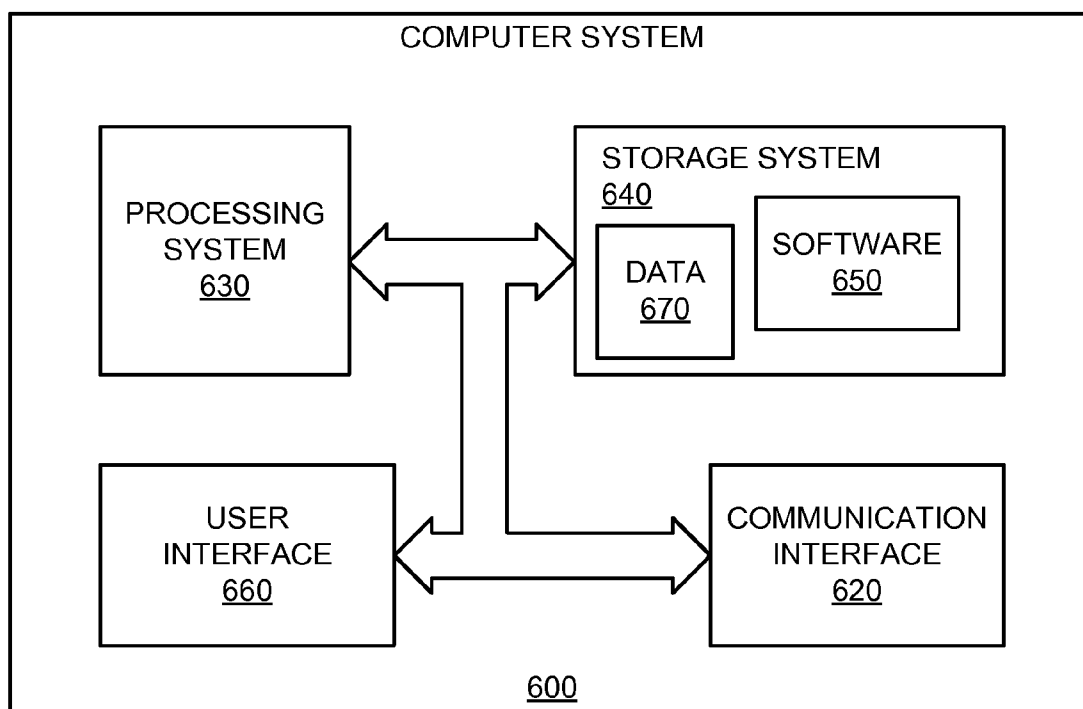 COMPUTER SYSTEM
PROCESSING
SYSTEM
630
STORAGE SYSTEM
640
DATA
670
SOFTWARE
650
USER
INTERFACE
660
COMMUNICATION
INTERFACE
620
600